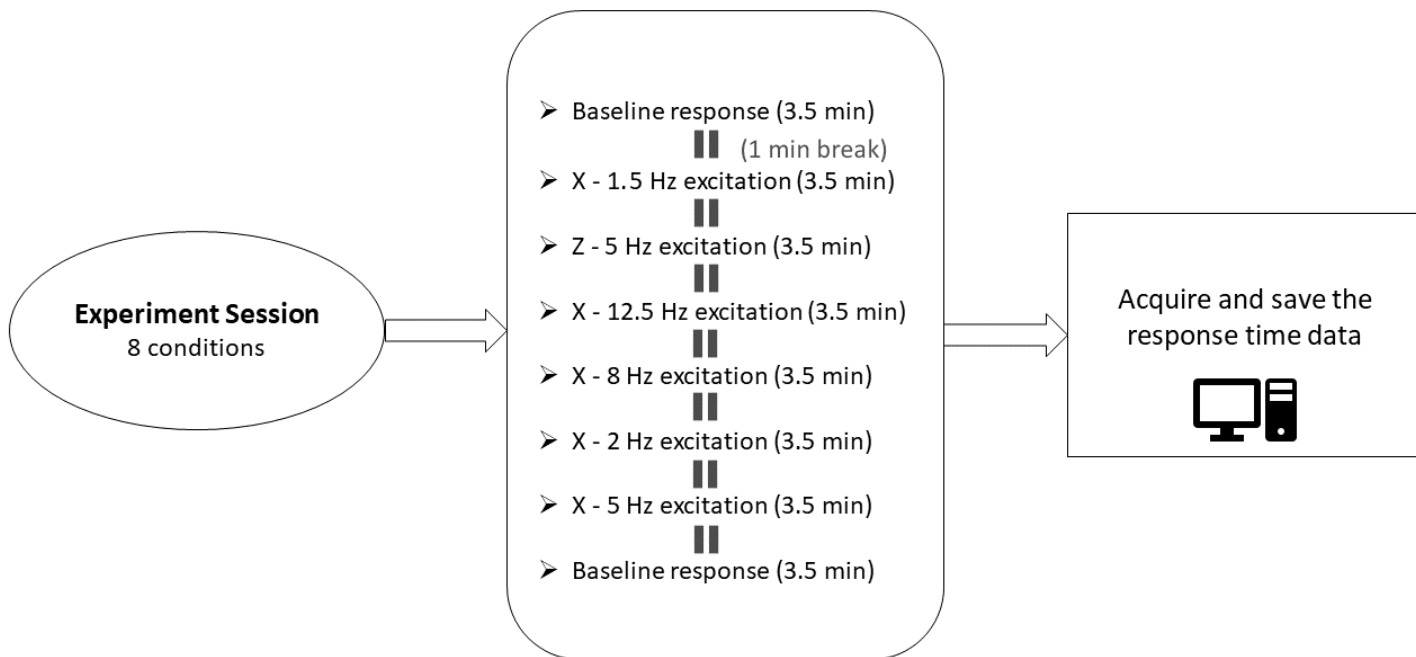 Experiment Session
8 conditions
➢ Baseline response (3.5 min)
(1 min break)
➢ X - 1.5 Hz excitation (3.5 min)
➢ Z - 5 Hz excitation (3.5 min)
➢ X - 12.5 Hz excitation (3.5 min)
➢ X - 8 Hz excitation (3.5 min)
➢ X - 2 Hz excitation (3.5 min)
➢ X - 5 Hz excitation (3.5 min)
➢ Baseline response (3.5 min)
Acquire and save the
response time data